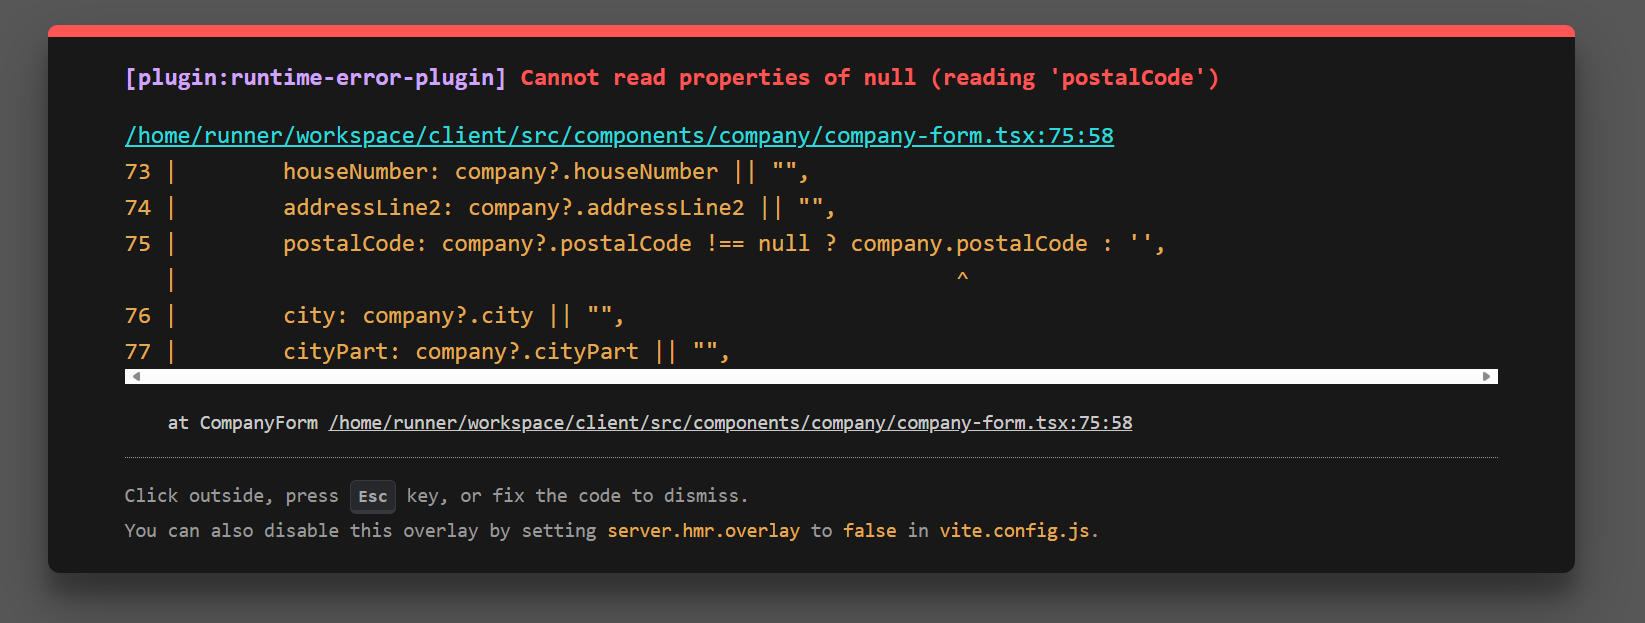 [plugin:runtime-error-plugin] Cannot read properties of null (reading 'postalCode')
/home/runner/workspace/client/src/components/company/company-form.tsx:75:58
73 |        houseNumber: company?.houseNumber || "",
74 |        addressLine2: company?.addressLine2 || "",
75 |        postalCode: company?.postalCode !== null ? company.postalCode : '',
   |                                                           ^
76 |        city: company?.city || "",
77 |        cityPart: company?.cityPart || "",
at CompanyForm /home/runner/workspace/client/src/components/company/company-form.tsx:75:58
Click outside, press Esc key, or fix the code to dismiss.
You can also disable this overlay by setting server.hmr.overlay to false in vite.config.js.